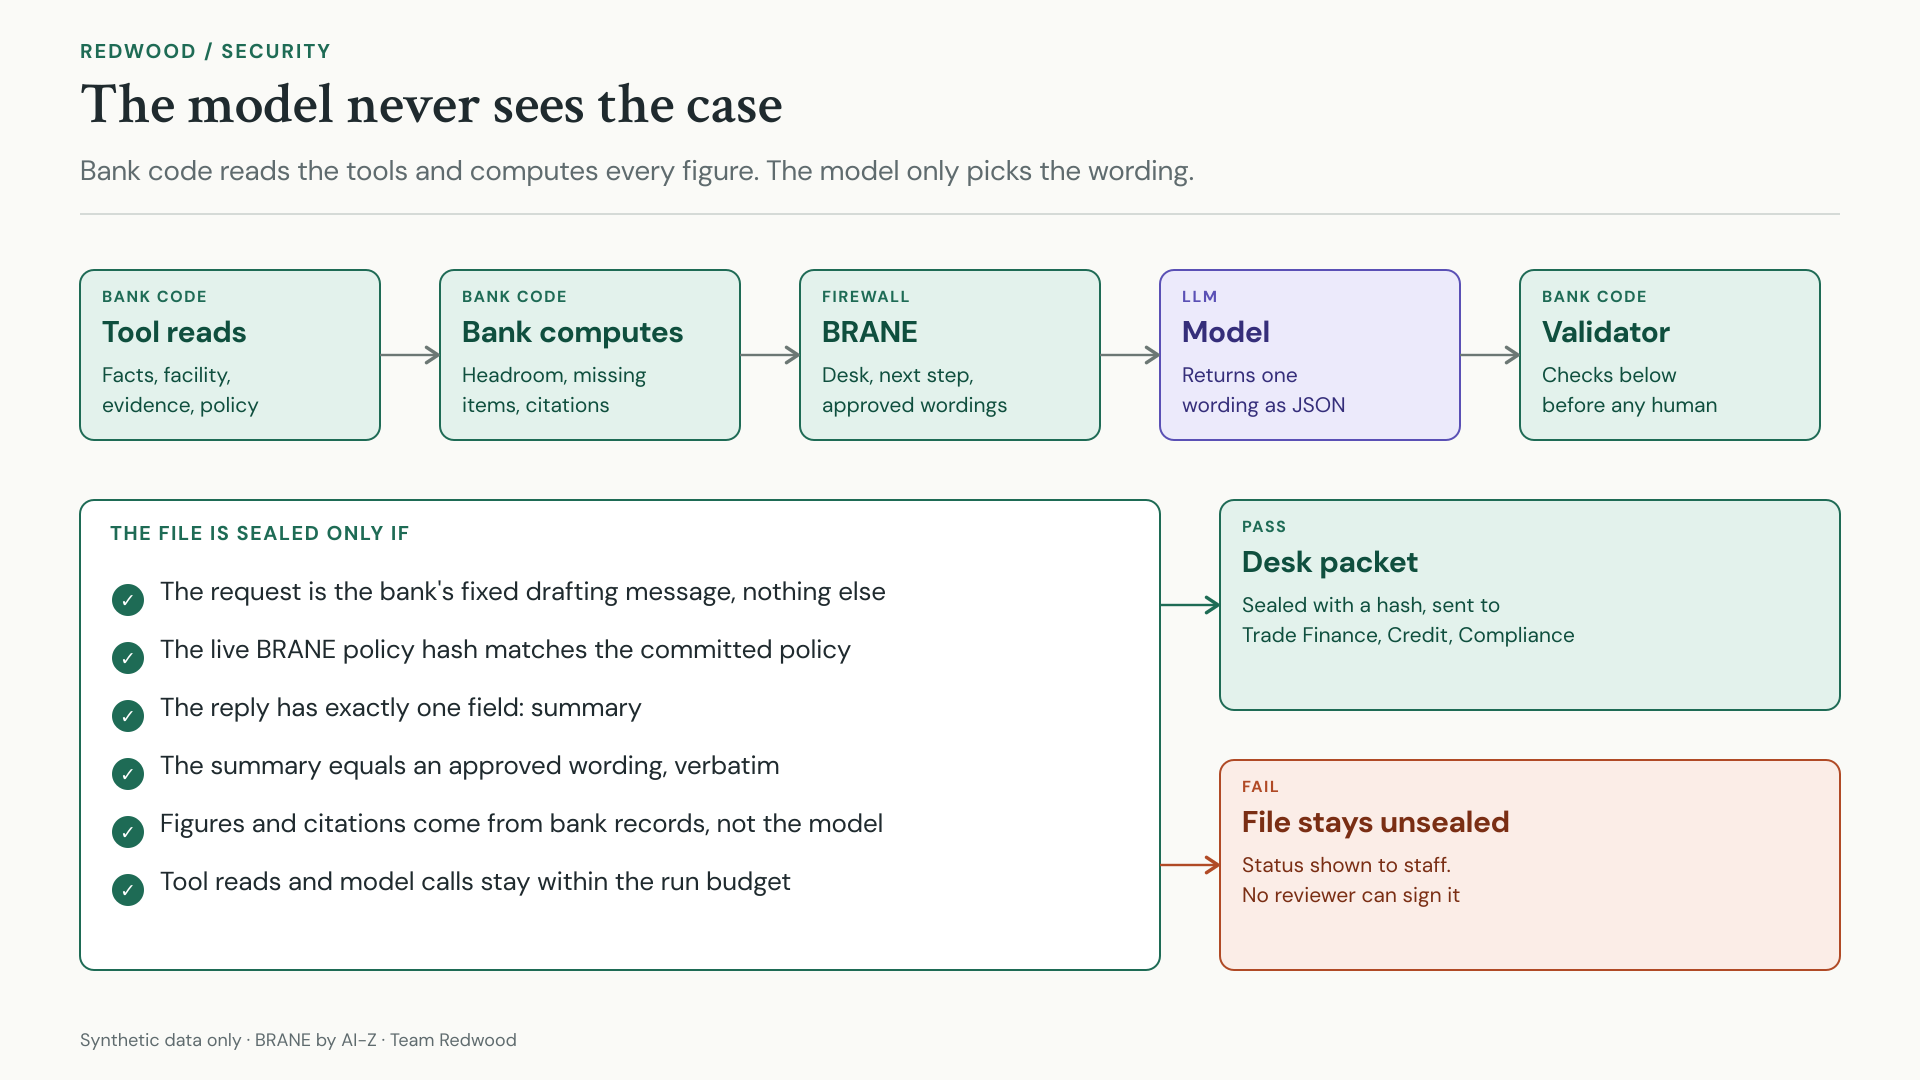 REDWOOD / SECURITY
The model never sees the case
Bank code reads the tools and computes every figure. The model only picks the wording.
BANK CODE
Tool reads
Facts, facility,
evidence, policy
BANK CODE
Bank computes
Headroom, missing
items, citations
FIREWALL
BRANE
Desk, next step,
approved wordings
LLM
Model
Returns one
wording as JSON
BANK CODE
Validator
Checks below
before any human
THE FILE IS SEALED ONLY IF
✓ The request is the bank's fixed drafting message, nothing else
✓ The live BRANE policy hash matches the committed policy
✓ The reply has exactly one field: summary
✓ The summary equals an approved wording, verbatim
✓ Figures and citations come from bank records, not the model
✓ Tool reads and model calls stay within the run budget
PASS
Desk packet
Sealed with a hash, sent to
Trade Finance, Credit, Compliance
FAIL
File stays unsealed
Status shown to staff.
No reviewer can sign it
Synthetic data only · BRANE by AI-Z · Team Redwood